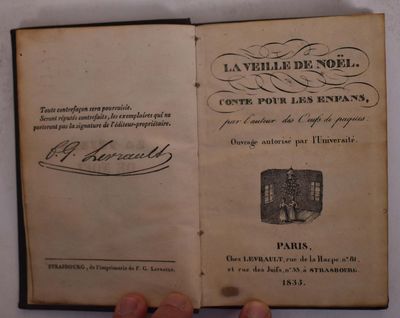 Toute contrefaçon sera poursuivie.
Seront réputés contrefaits, les exemplaires qui ne
porteront pas la signature de l'éditeur-propriétaire.
F. G. Levrault
STRASBOURG, de l'imprimerie de F. G. LEVRAULT.
LA VEILLE DE NOËL.
CONTE POUR LES ENFANS,
par l'auteur des Œufs de pâques.
Ouvrage autorisé par l'Université.
PARIS,
Chez LEVRAULT, rue de la Harpe, n.º 81,
et rue des Juifs, n.º 33, à STRASBOURG.
1835.